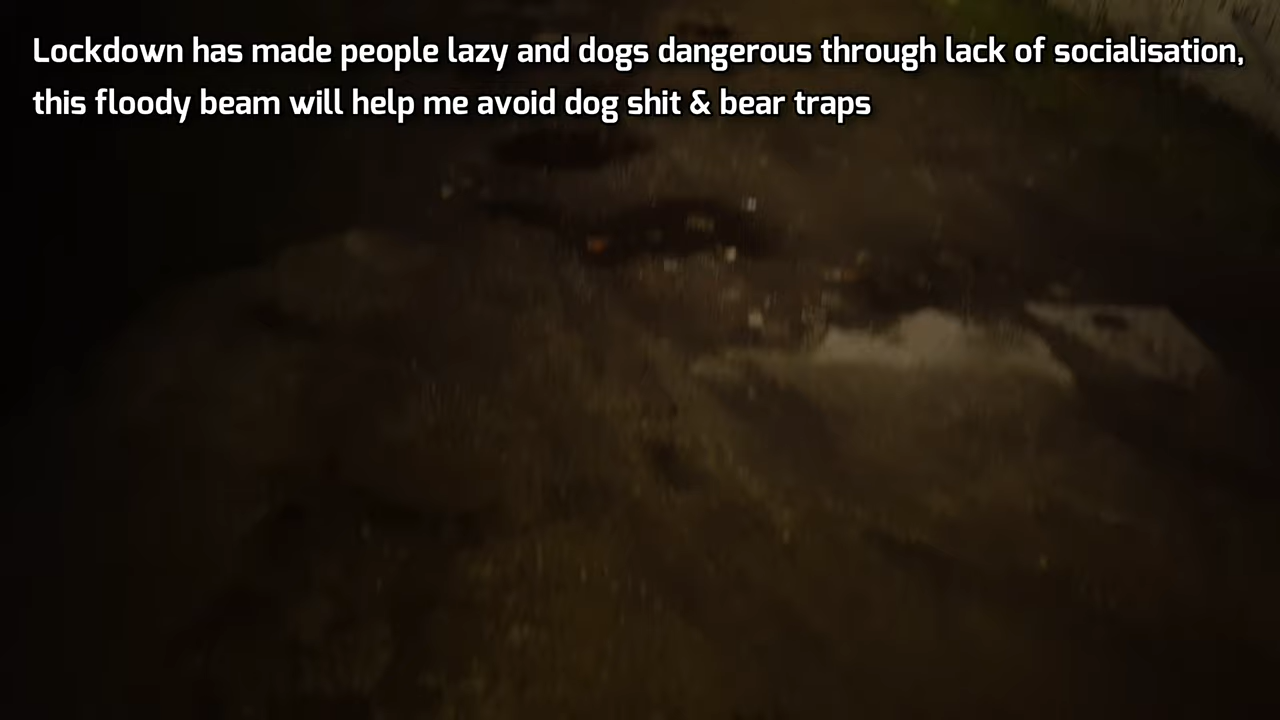 Lockdown has made people lazy and dogs dangerous through lack of socialisation,
this floody beam will help me avoid dog shit & bear traps